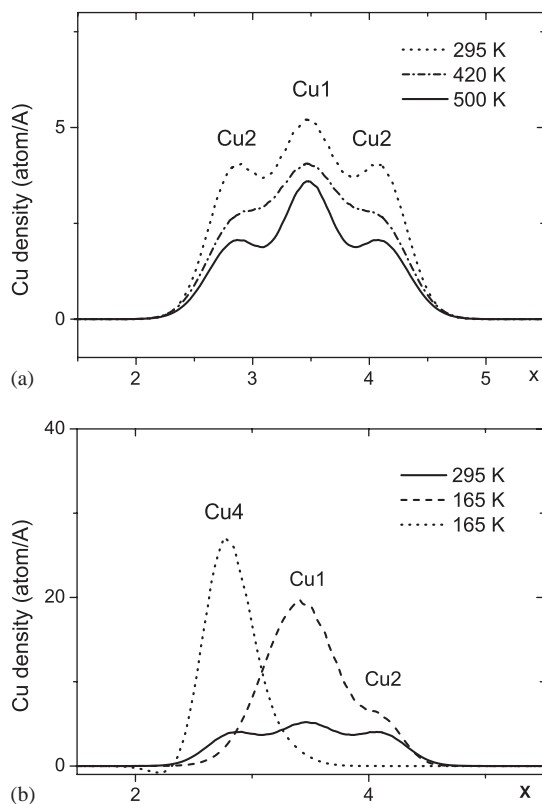 295 K
420 K
500 K
Cu1
Cu2
Cu2
Cu density (atom/A)
5
0
2
3
4
5
x
(a)
40
295 K
165 K
165 K
Cu4
Cu1
Cu2
Cu density (atom/A)
20
0
2
4
x
(b)